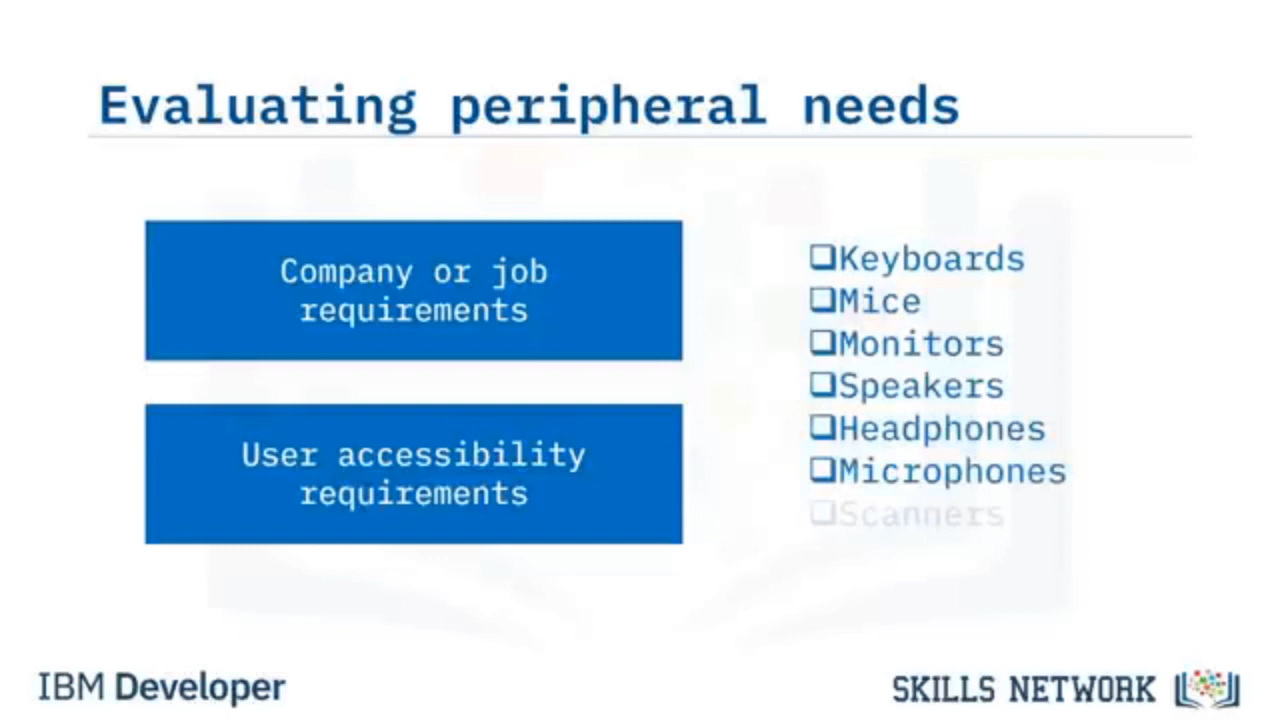 Evaluating peripheral needs
Company or job
requirements
User accessibility
requirements
❑Keyboards
❑Mice
❑Monitors
❑Speakers
❑Headphones
❑Microphones
❑Scanners
IBM Developer
SKILLS NETWORK